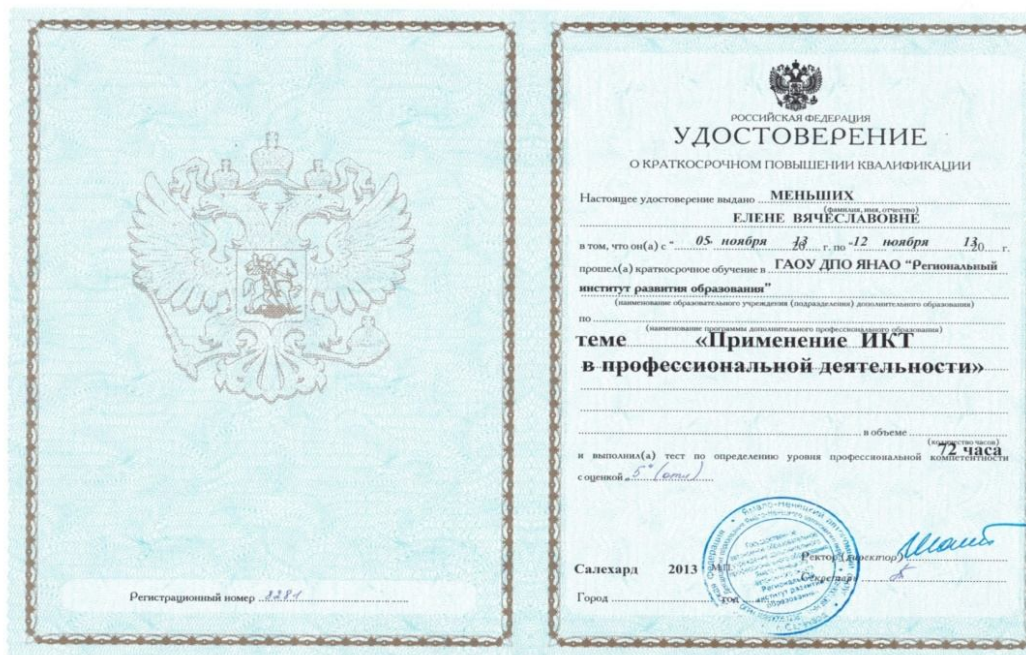 Регистрационный номер 2281
РОССИЙСКАЯ ФЕДЕРАЦИЯ
УДОСТОВЕРЕНИЕ
О КРАТКОСРОЧНОМ ПОВЫШЕНИИ КВАЛИФИКАЦИИ
Настоящее удостоверение выдано МЕНЬШИХ
(фамилия, имя, отчество)
ЕЛЕНЕ ВЯЧЕСЛАВОВНЕ
в том, что он(а) с "05" ноября 2013 г. по "12 ноября 13 20 г.
прошел(а) краткосрочное обучение в ГАОУ ДПО ЯНАО "Региональный
институт развития образования"
(наименование образовательного учреждения (подразделения) дополнительного образования)
по
(наименование программы дополнительного профессионального образования)
теме «Применение ИКТ
в профессиональной деятельности»
в объеме
(количество часов)
72 часа
и выполнил(а) тест по определению уровня профессиональной компетентности
с оценкой „5" (отл)
Ректор (директор)
Салехард 2013 М.П.
Секретарь
Город год